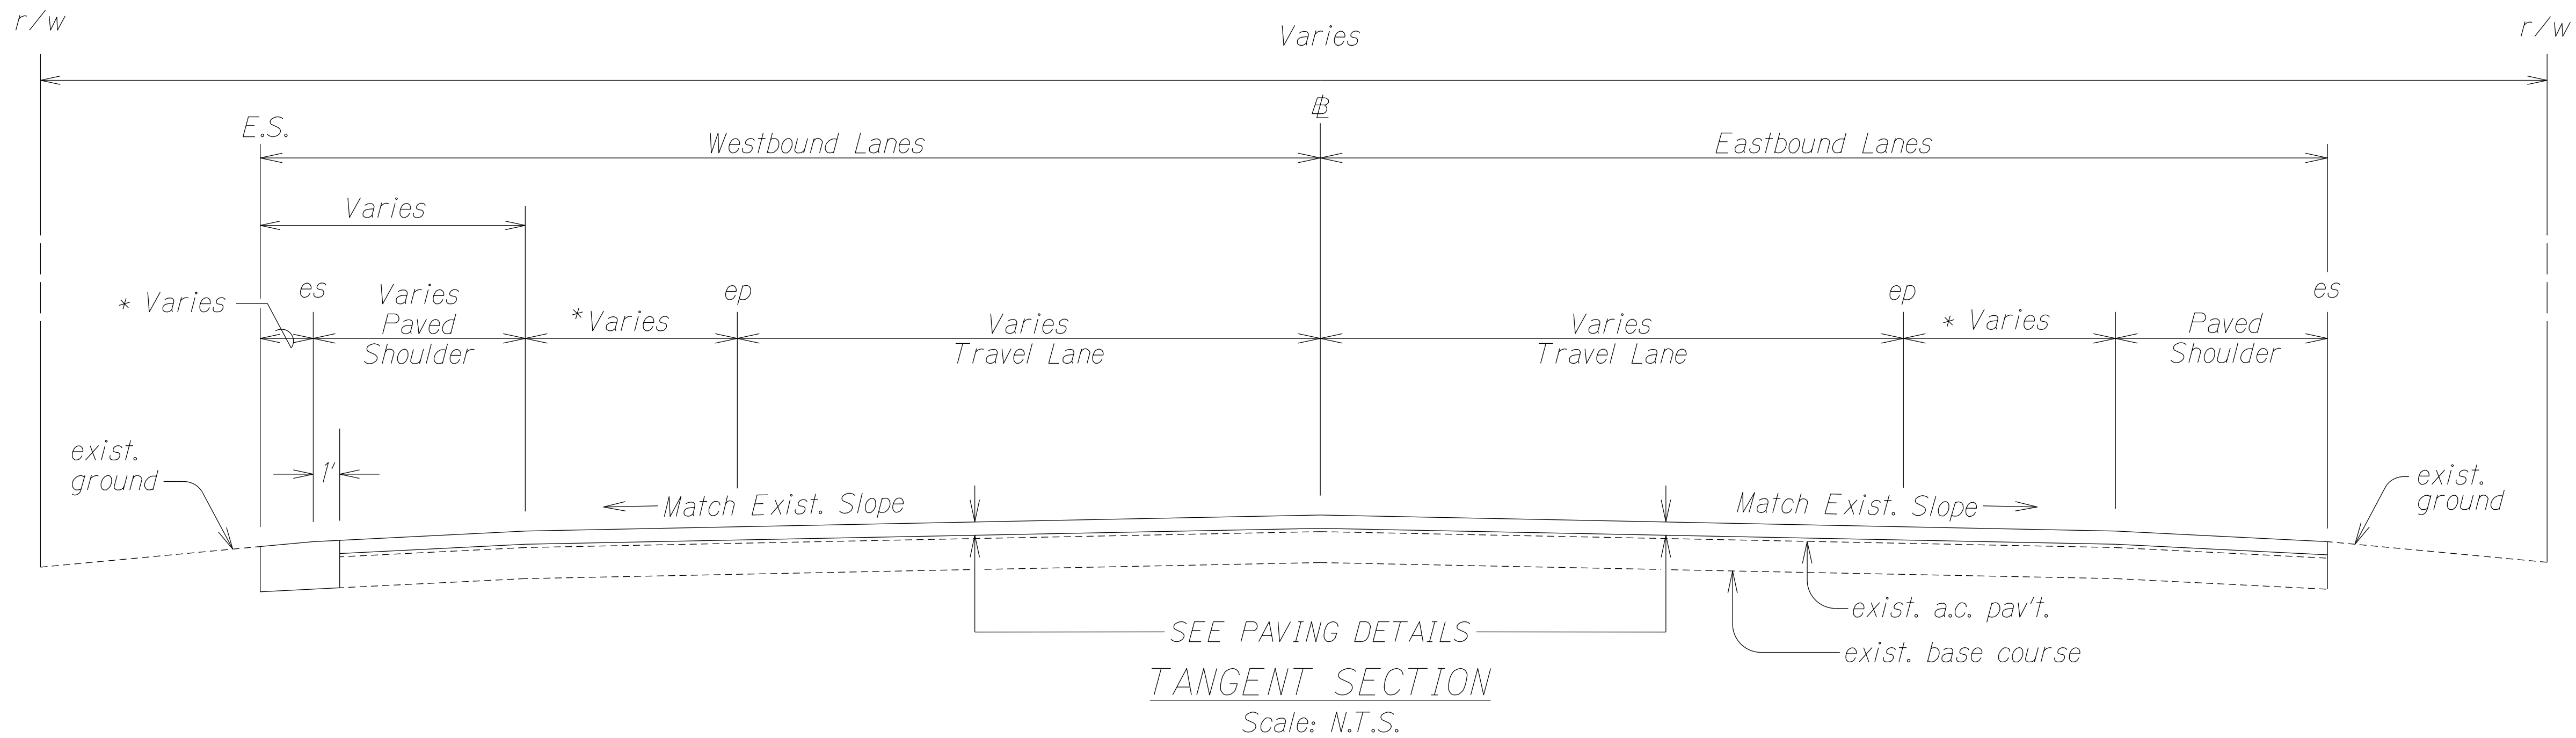 r/w
r/w
Varies
℄
E.S.
Westbound Lanes
Eastbound Lanes
Varies
* Varies
es
Varies
Paved
Shoulder
* Varies
ep
Varies
Travel Lane
Varies
Travel Lane
ep
* Varies
Paved
Shoulder
es
exist.
ground
1'
Match Exist. Slope
Match Exist. Slope
exist.
ground
exist. a.c. pav't.
SEE PAVING DETAILS
exist. base course
TANGENT SECTION
Scale: N.T.S.